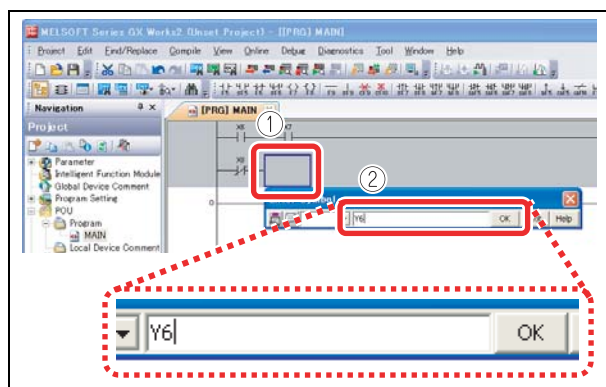 MELSOFT Series GX Works2 (Unset Project) - [[PRG] MAIN]
Project Edit Find/Replace Compile View Online Debug Diagnostics Tool Window Help
Navigation
[PRG] MAIN
Project
Parameter
Intelligent Function Module
Global Device Comment
Program Setting
POU
Program
MAIN
Local Device Comment
X6
X7
①
X8
②
0
Y6
OK
Help
Y6
OK